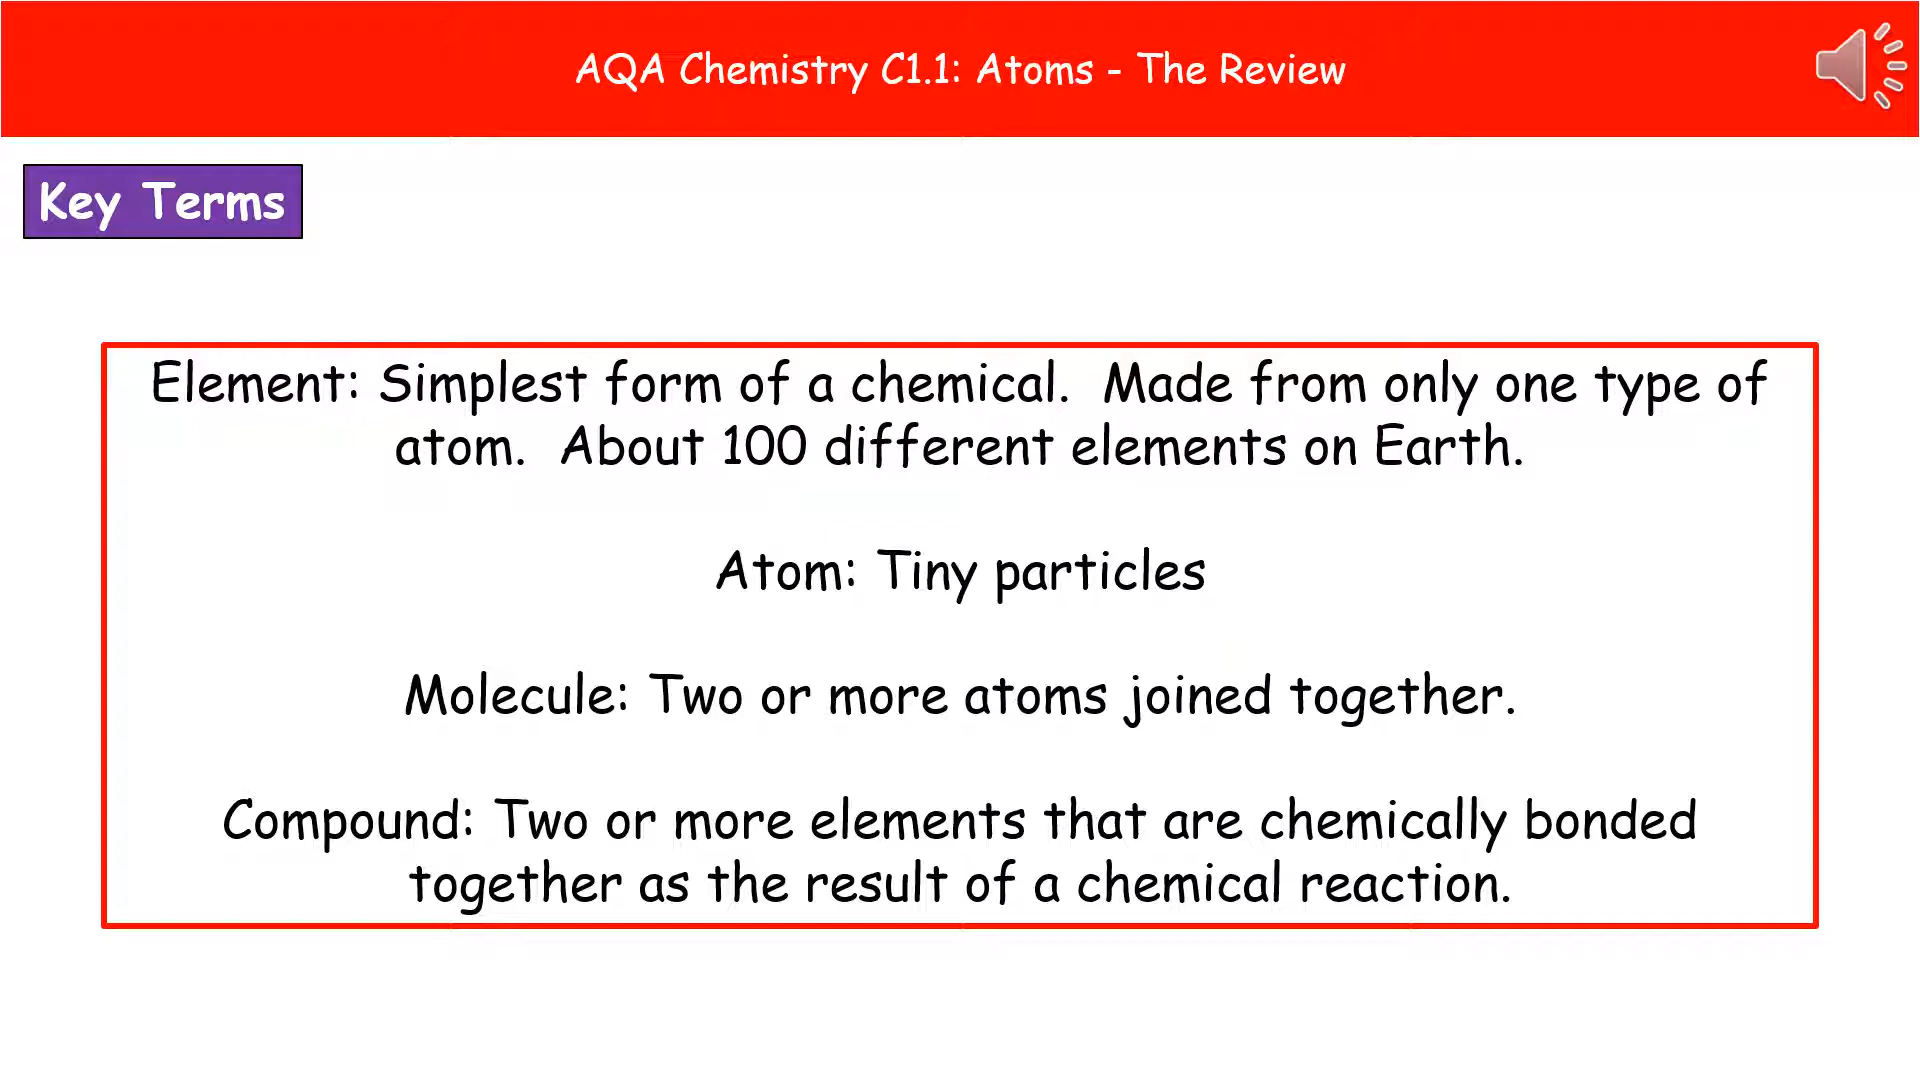 AQA Chemistry C1.1: Atoms - The Review
Key Terms
Element: Simplest form of a chemical.  Made from only one type of
atom.  About 100 different elements on Earth.
Atom: Tiny particles
Molecule: Two or more atoms joined together.
Compound: Two or more elements that are chemically bonded
together as the result of a chemical reaction.